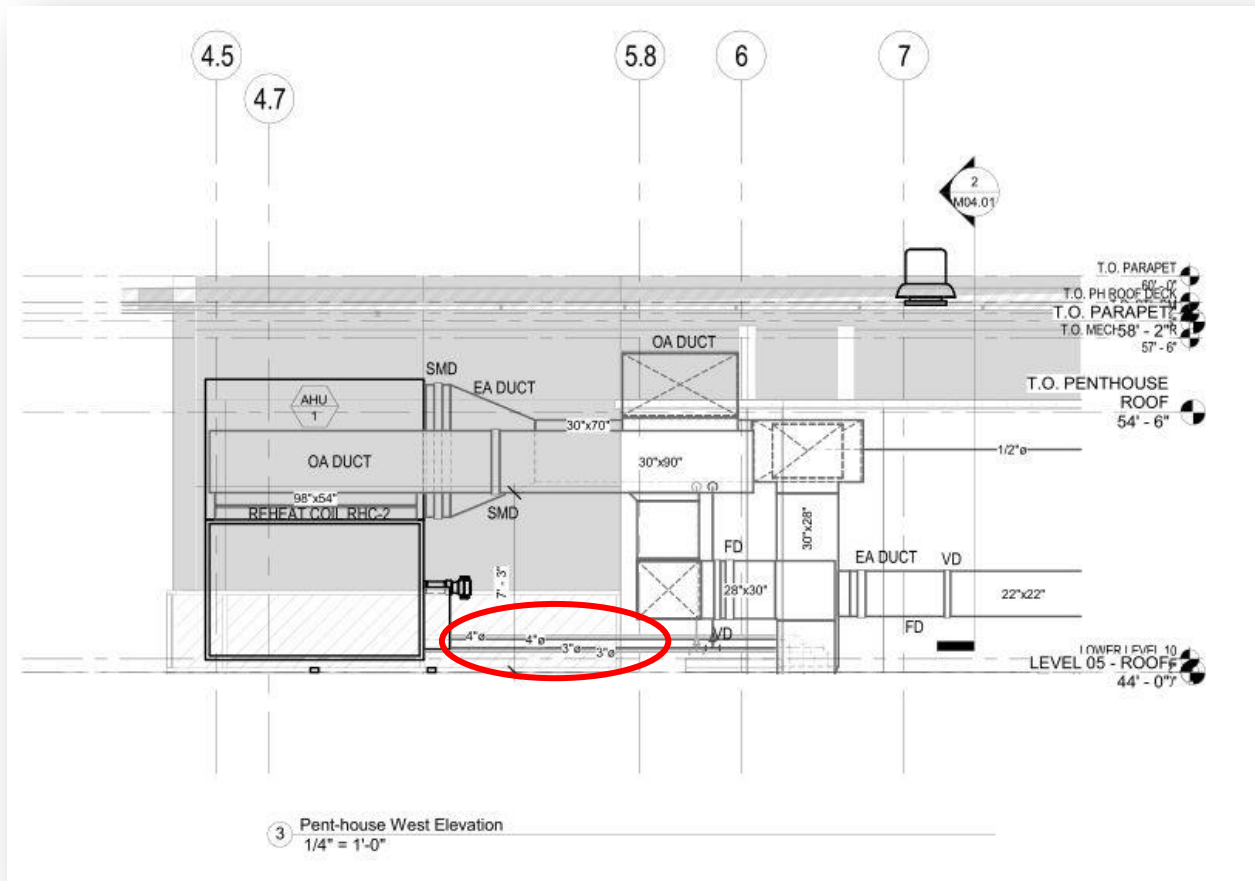 4.5
4.7
5.8
6
7
2
M04.01
T.O. PARAPET
60' - 0"
T.O. PH ROOF DECK
T.O. PARAPET
T.O. MECH
58' - 2"
57' - 6"
OA DUCT
SMD
EA DUCT
T.O. PENTHOUSE
ROOF
54' - 6"
AHU
1
30"x70"
1/2"ø
OA DUCT
30"x90"
98"x54"
REHEAT COIL RHC-2
SMD
30"x28"
FD
EA DUCT
VD
7' - 3"
28"x30"
22"x22"
FD
4"ø
4"ø
VD
3"ø
3"ø
LOWER LEVEL 10
LEVEL 05 - ROOF
44' - 0"
3
Pent-house West Elevation
1/4" = 1'-0"